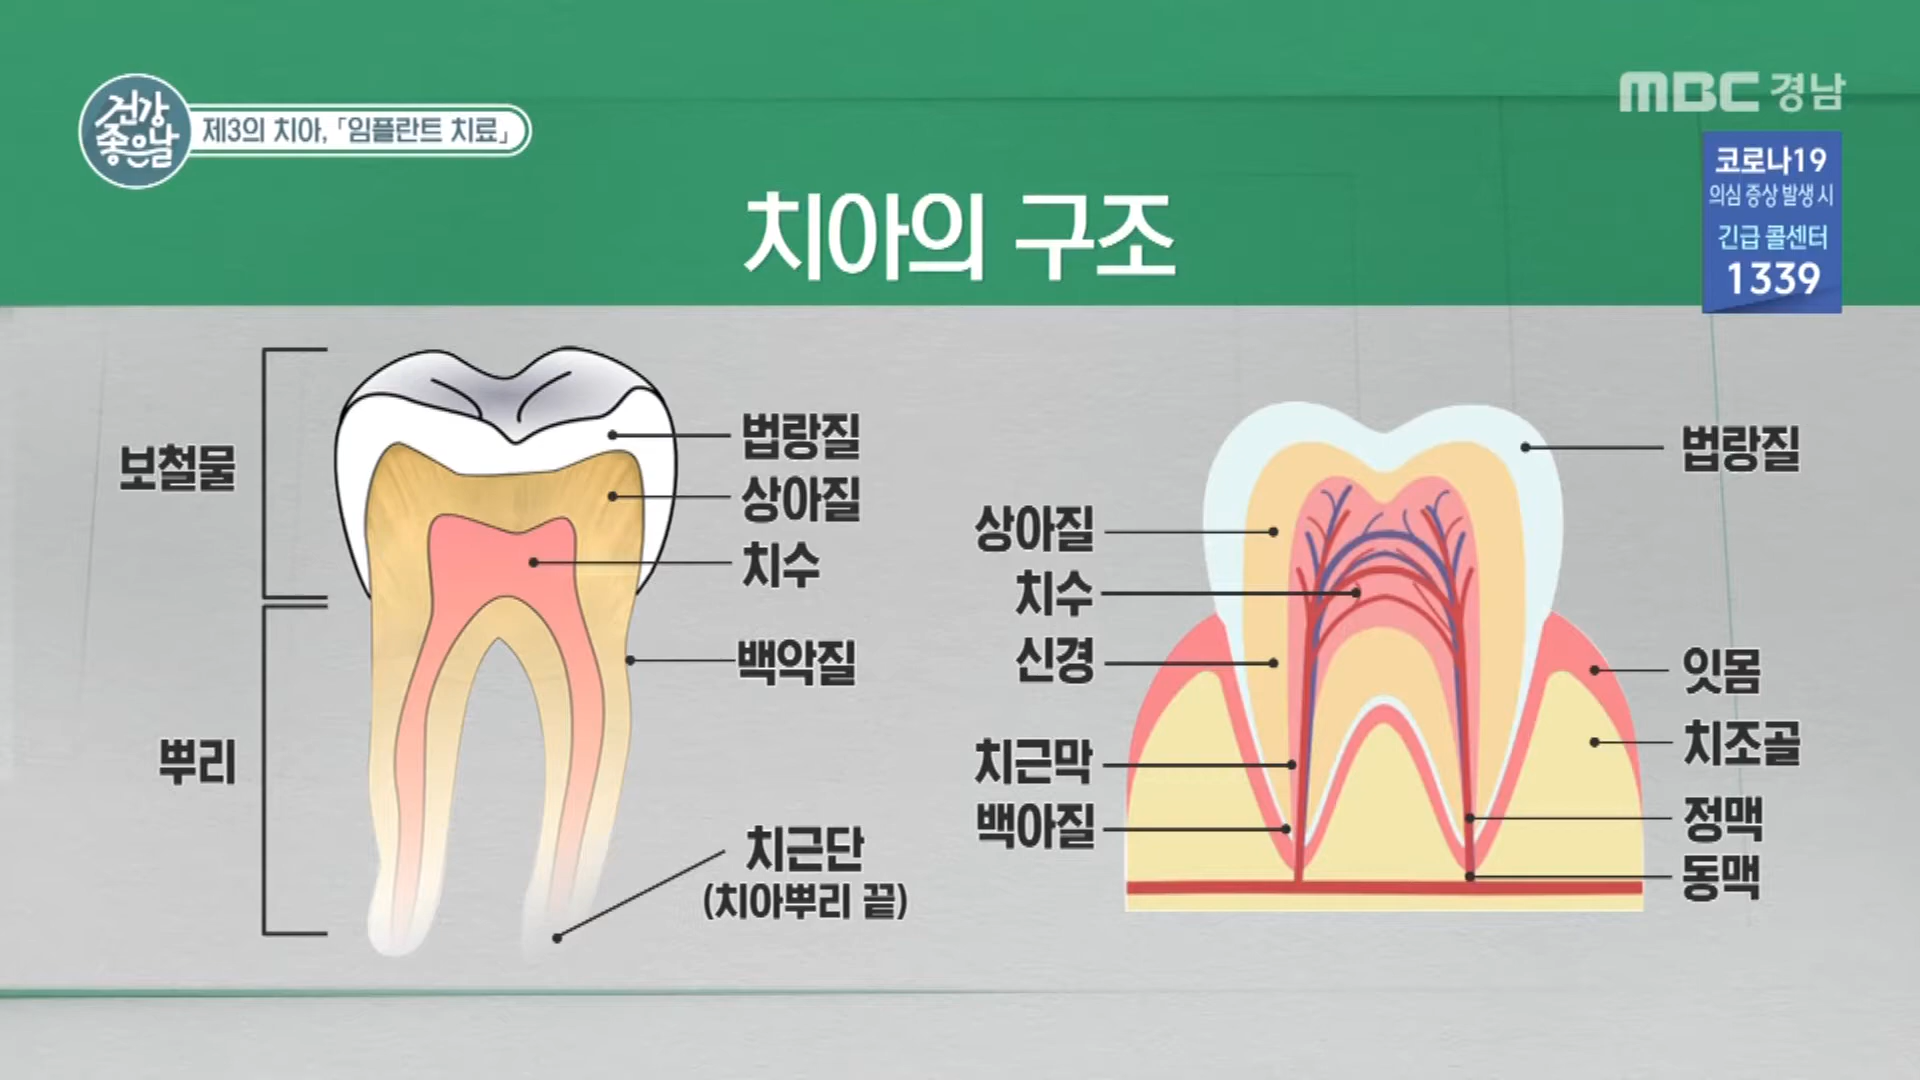 건강
좋은날
제3의 치아, 「임플란트 치료」
MBC 경남
코로나19
의심 증상 발생 시
긴급 콜센터
1339
치아의 구조
보철물
뿌리
법랑질
상아질
치수
백악질
치근단
(치아뿌리 끝)
상아질
치수
신경
치근막
백아질
법랑질
잇몸
치조골
정맥
동맥